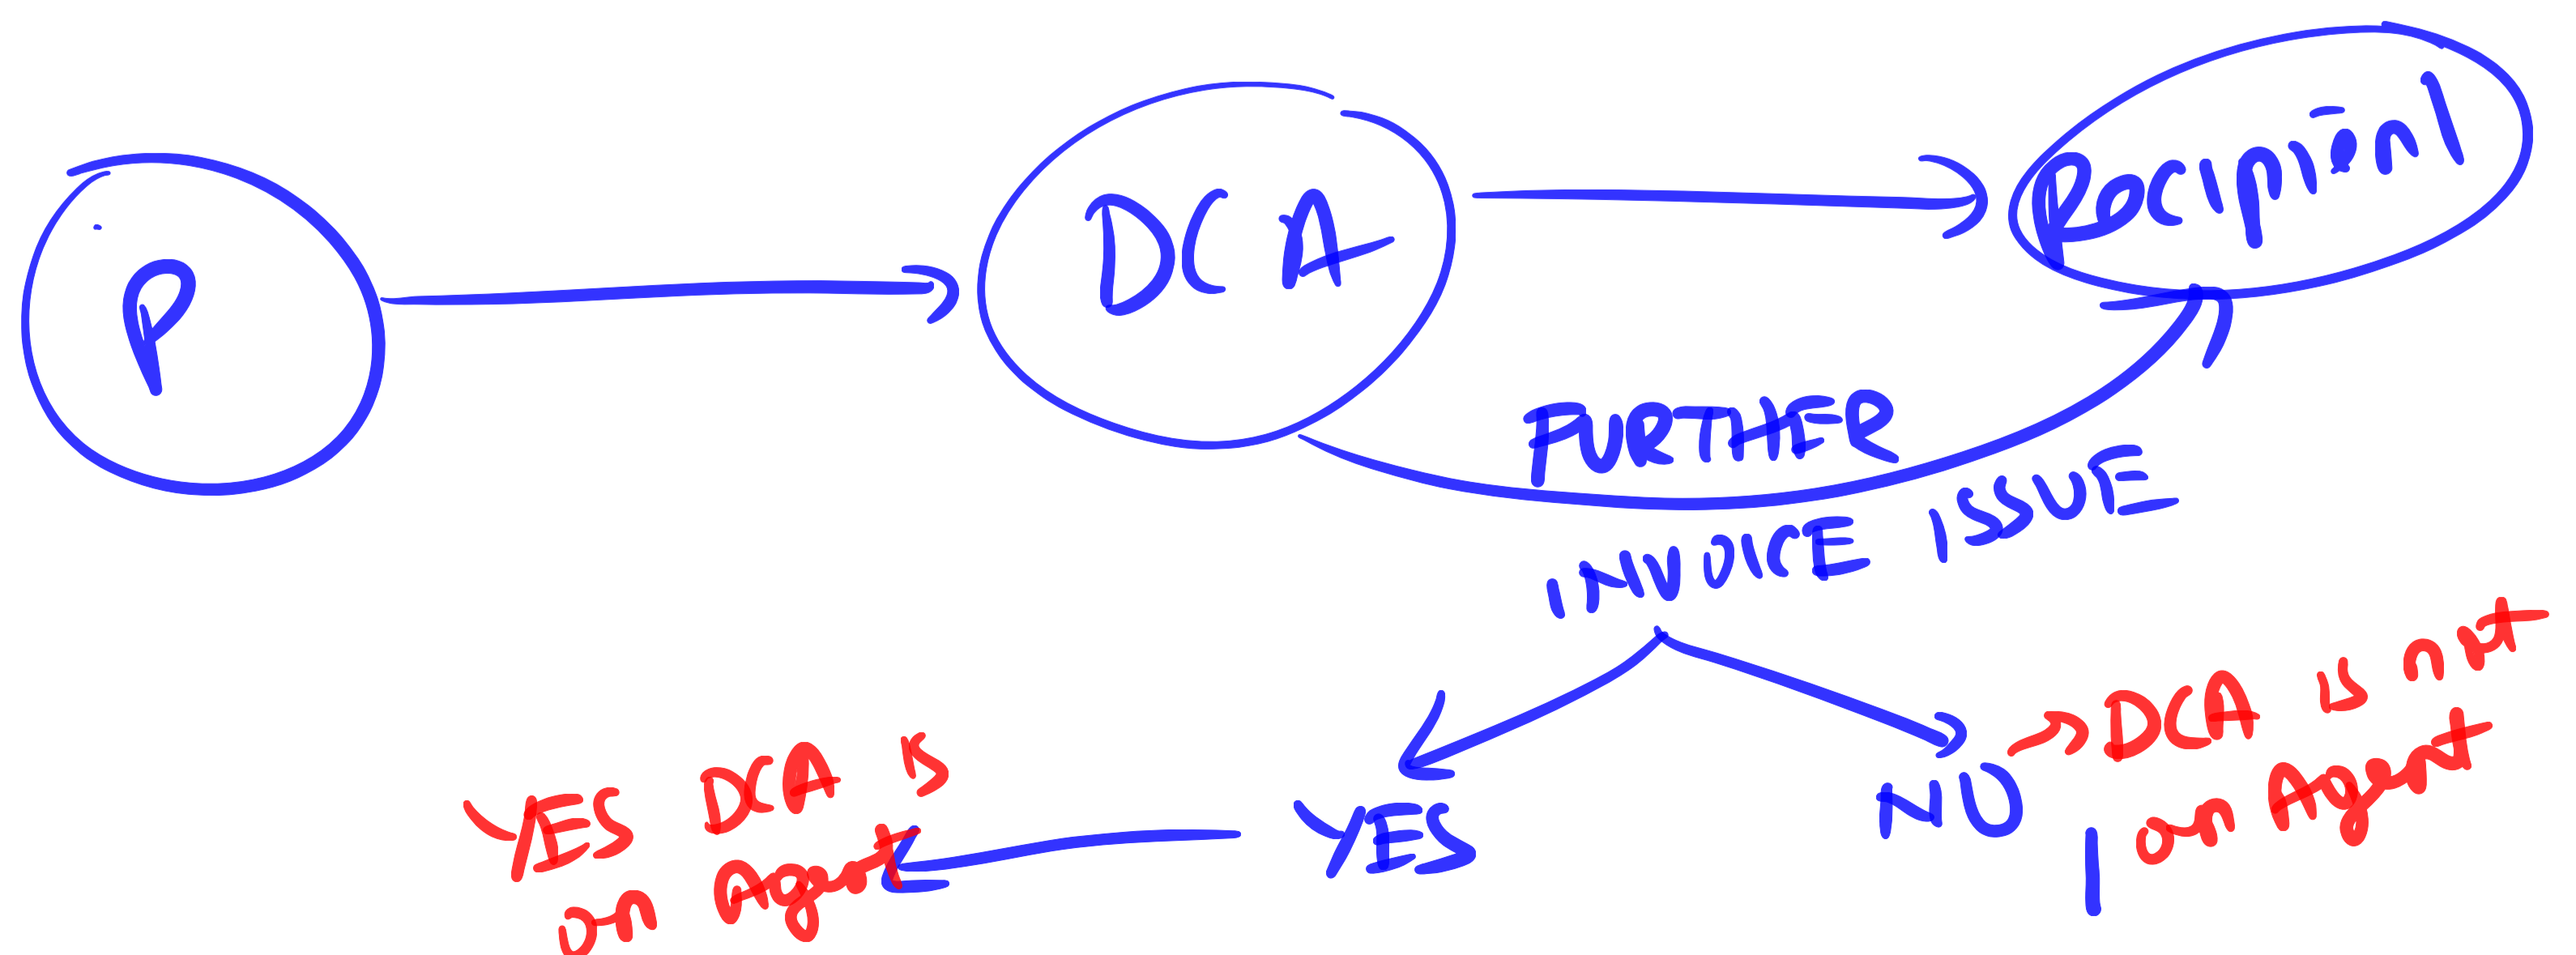 P
DCA
Recipient
FURTHER
INVOICE ISSUE
YES
NO
→ DCA is not
an Agent
YES DCA is
an Agent